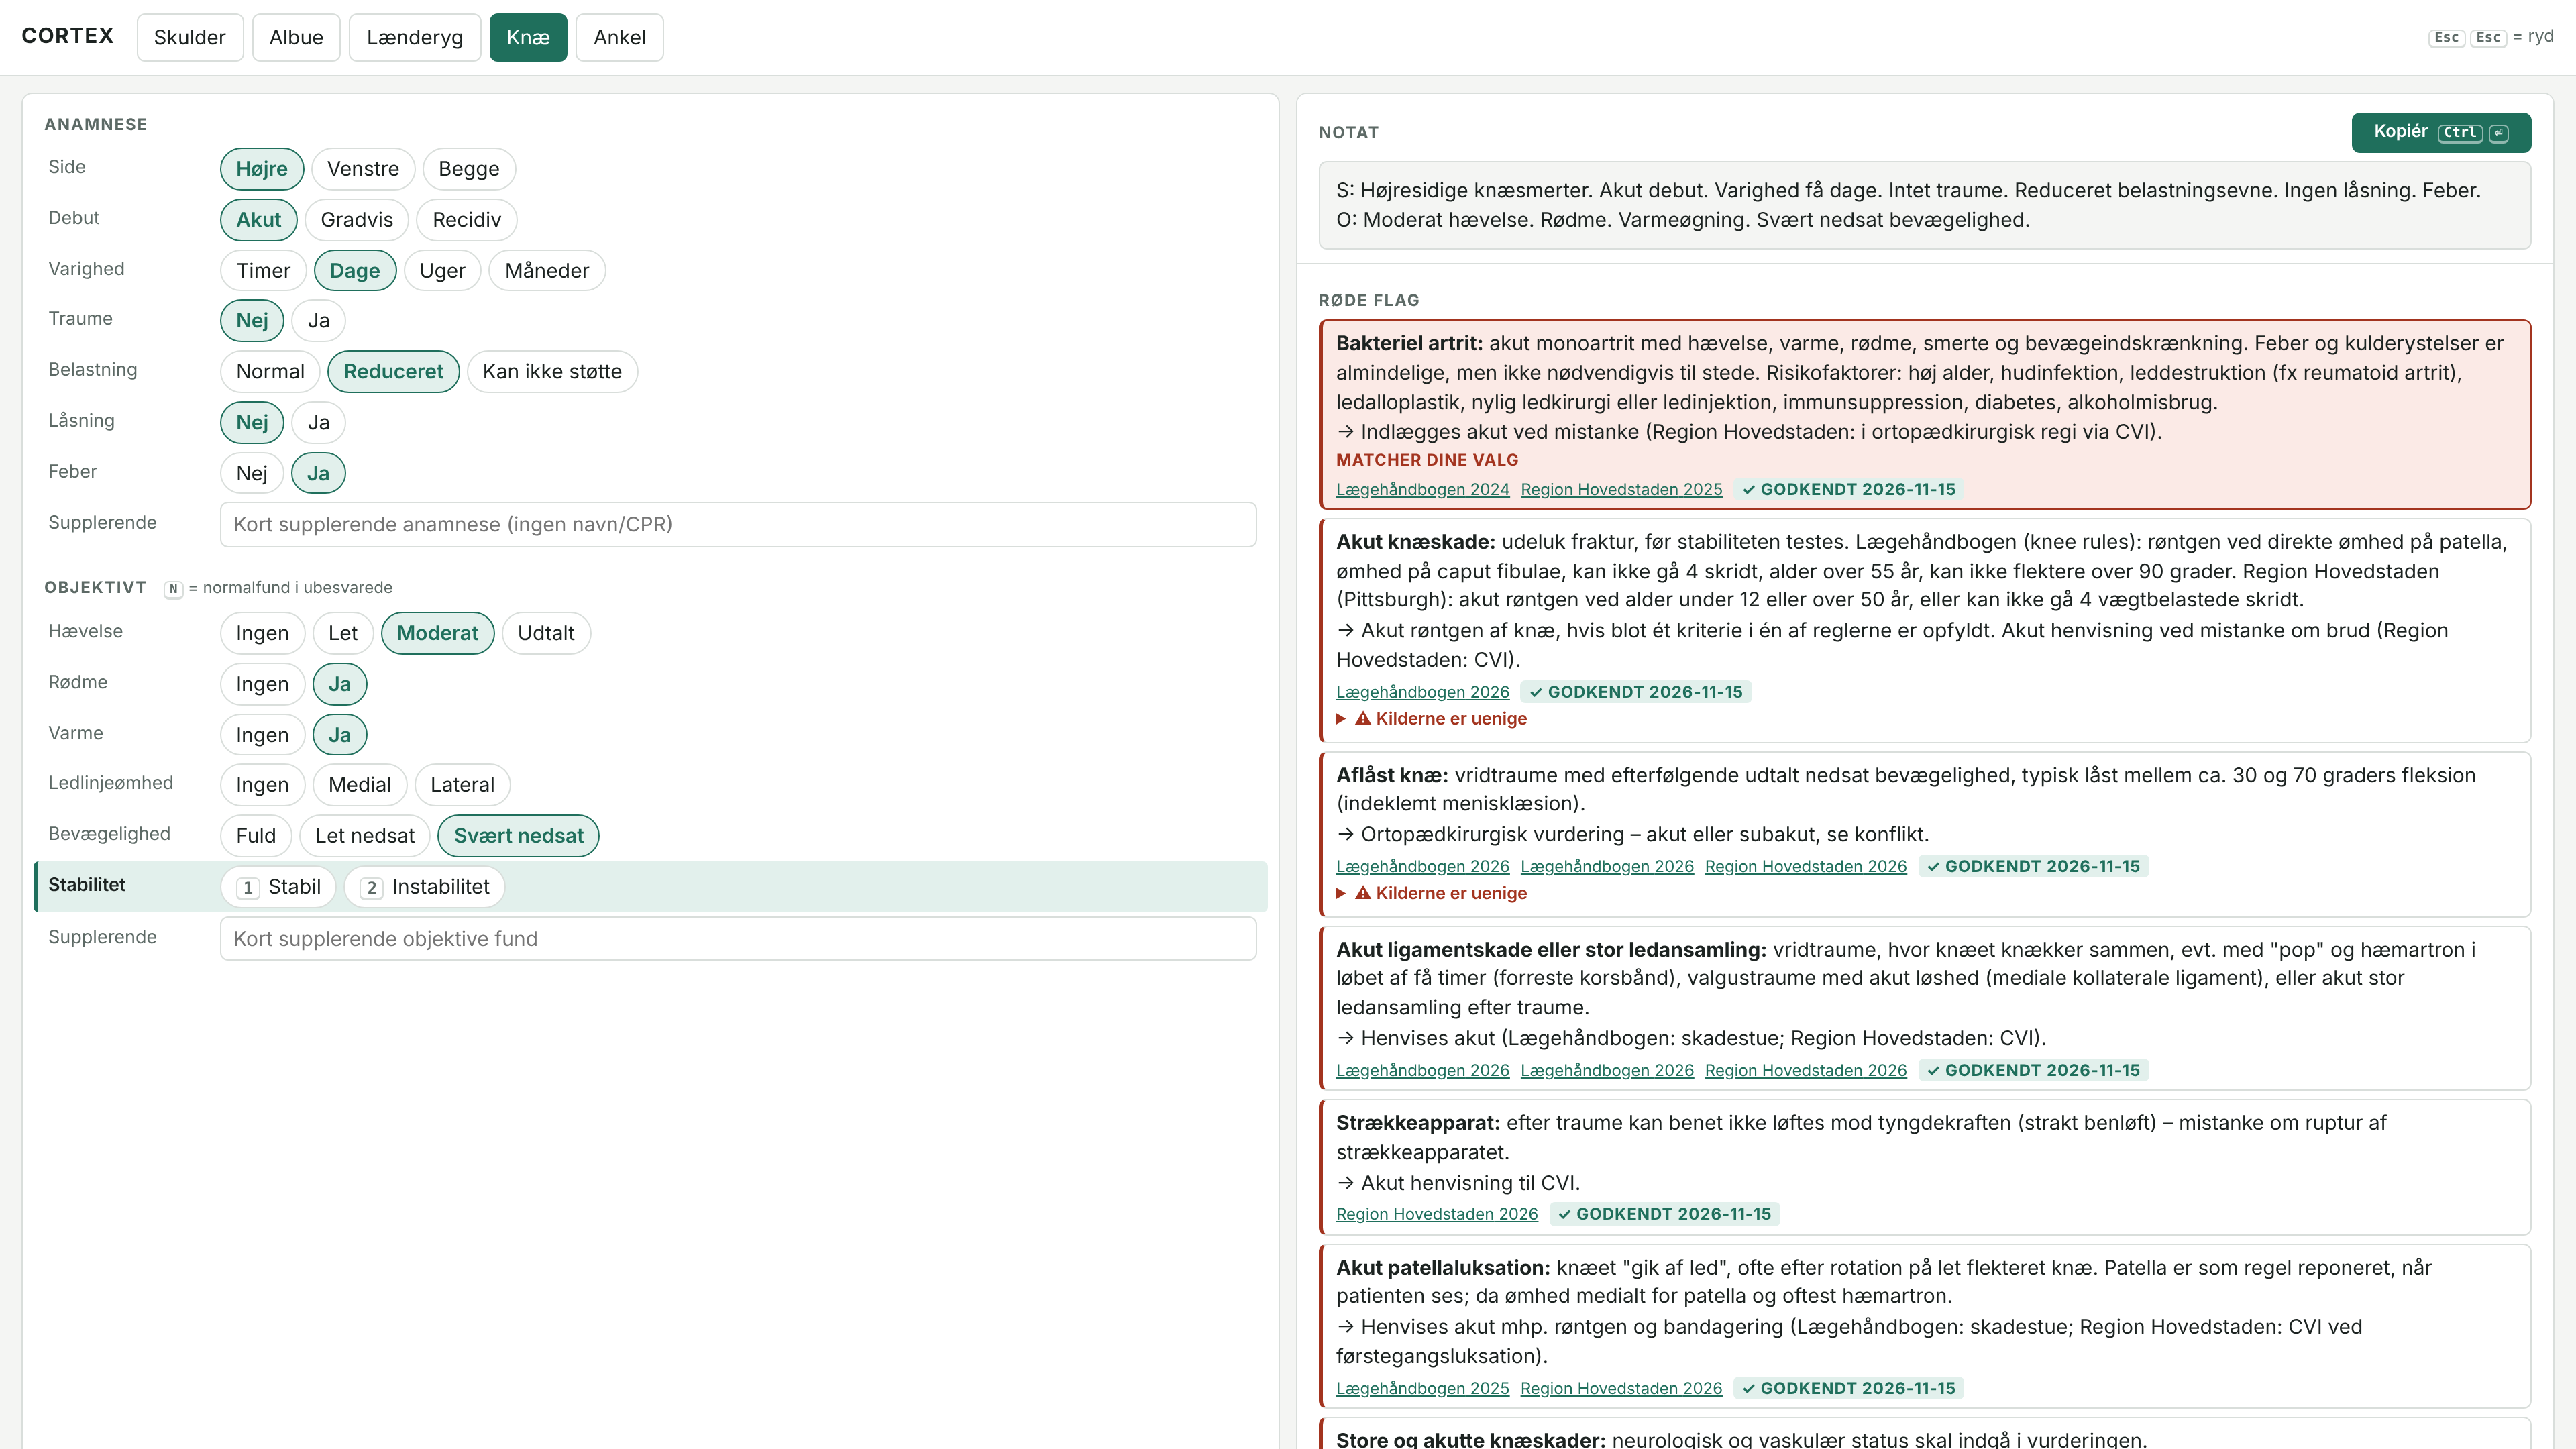 CORTEX
Skulder
Albue
Lænderyg
Knæ
Ankel
Esc Esc = ryd
ANAMNESE
Side Højre Venstre Begge
Debut Akut Gradvis Recidiv
Varighed Timer Dage Uger Måneder
Traume Nej Ja
Belastning Normal Reduceret Kan ikke støtte
Låsning Nej Ja
Feber Nej Ja
Supplerende Kort supplerende anamnese (ingen navn/CPR)
OBJEKTIVT N = normalfund i ubesvarede
Hævelse Ingen Let Moderat Udtalt
Rødme Ingen Ja
Varme Ingen Ja
Ledlinjeømhed Ingen Medial Lateral
Bevægelighed Fuld Let nedsat Svært nedsat
Stabilitet 1 Stabil 2 Instabilitet
Supplerende Kort supplerende objektive fund
NOTAT
Kopiér Ctrl ⏎
S: Højresidige knæsmerter. Akut debut. Varighed få dage. Intet traume. Reduceret belastningsevne. Ingen låsning. Feber.
O: Moderat hævelse. Rødme. Varmeøgning. Svært nedsat bevægelighed.
RØDE FLAG
Bakteriel artrit: akut monoartrit med hævelse, varme, rødme, smerte og bevægeindskrænkning. Feber og kulderystelser er
almindelige, men ikke nødvendigvis til stede. Risikofaktorer: høj alder, hudinfektion, leddestruktion (fx reumatoid artrit),
ledalloplastik, nylig ledkirurgi eller ledinjektion, immunsuppression, diabetes, alkoholmisbrug.
→ Indlægges akut ved mistanke (Region Hovedstaden: i ortopædkirurgisk regi via CVI).
MATCHER DINE VALG
Lægehåndbogen 2024 Region Hovedstaden 2025 ✓ GODKENDT 2026-11-15
Akut knæskade: udeluk fraktur, før stabiliteten testes. Lægehåndbogen (knee rules): røntgen ved direkte ømhed på patella,
ømhed på caput fibulae, kan ikke gå 4 skridt, alder over 55 år, kan ikke flektere over 90 grader. Region Hovedstaden
(Pittsburgh): akut røntgen ved alder under 12 eller over 50 år, eller kan ikke gå 4 vægtbelastede skridt.
→ Akut røntgen af knæ, hvis blot ét kriterie i én af reglerne er opfyldt. Akut henvisning ved mistanke om brud (Region
Hovedstaden: CVI).
Lægehåndbogen 2026 ✓ GODKENDT 2026-11-15
▶ ⚠ Kilderne er uenige
Aflåst knæ: vridtraume med efterfølgende udtalt nedsat bevægelighed, typisk låst mellem ca. 30 og 70 graders fleksion
(indeklemt menisklæsion).
→ Ortopædkirurgisk vurdering – akut eller subakut, se konflikt.
Lægehåndbogen 2026 Lægehåndbogen 2026 Region Hovedstaden 2026 ✓ GODKENDT 2026-11-15
▶ ⚠ Kilderne er uenige
Akut ligamentskade eller stor ledansamling: vridtraume, hvor knæet knækker sammen, evt. med "pop" og hæmartron i
løbet af få timer (forreste korsbånd), valgustraume med akut løshed (mediale kollaterale ligament), eller akut stor
ledansamling efter traume.
→ Henvises akut (Lægehåndbogen: skadestue; Region Hovedstaden: CVI).
Lægehåndbogen 2026 Lægehåndbogen 2026 Region Hovedstaden 2026 ✓ GODKENDT 2026-11-15
Strækkeapparat: efter traume kan benet ikke løftes mod tyngdekraften (strakt benløft) – mistanke om ruptur af
strækkeapparatet.
→ Akut henvisning til CVI.
Region Hovedstaden 2026 ✓ GODKENDT 2026-11-15
Akut patellaluksation: knæet "gik af led", ofte efter rotation på let flekteret knæ. Patella er som regel reponeret, når
patienten ses; da ømhed medialt for patella og oftest hæmartron.
→ Henvises akut mhp. røntgen og bandagering (Lægehåndbogen: skadestue; Region Hovedstaden: CVI ved
førstegangsluksation).
Lægehåndbogen 2025 Region Hovedstaden 2026 ✓ GODKENDT 2026-11-15
Store og akutte knæskader: neurologisk og vaskulær status skal indgå i vurderingen.